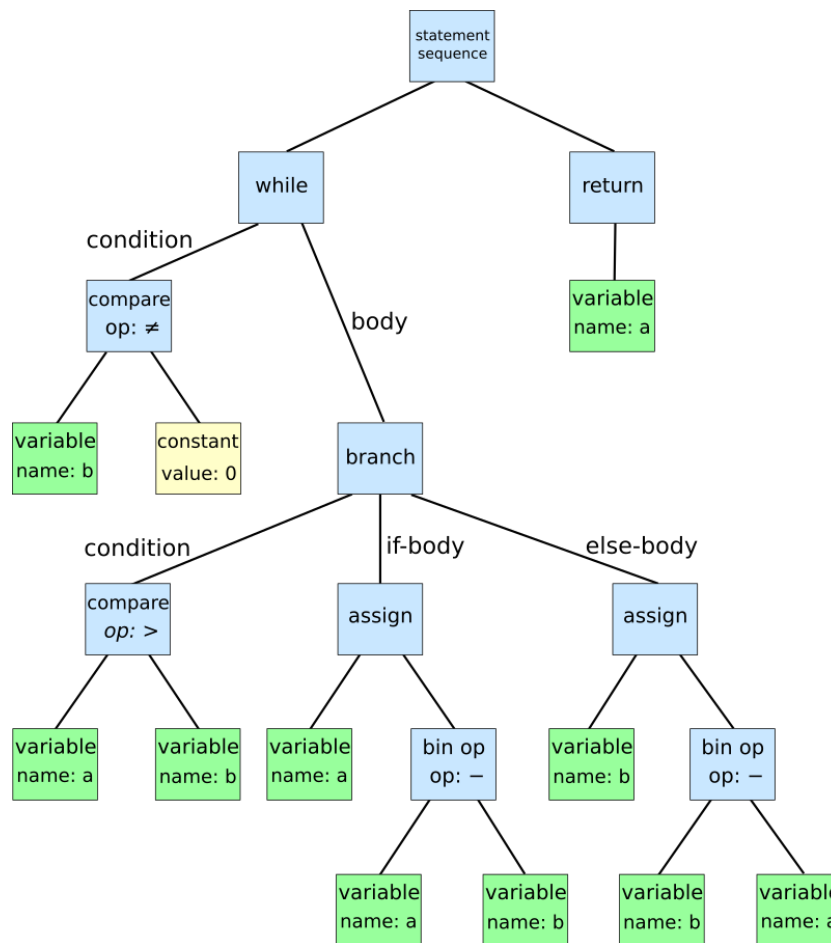 statement
sequence
while
return
condition
compare
op: ≠
body
variable
name: a
variable
name: b
constant
value: 0
branch
condition
if-body
else-body
compare
op: >
assign
assign
variable
name: a
variable
name: b
variable
name: a
bin op
op: −
variable
name: b
bin op
op: −
variable
name: a
variable
name: b
variable
name: b
variable
name: a